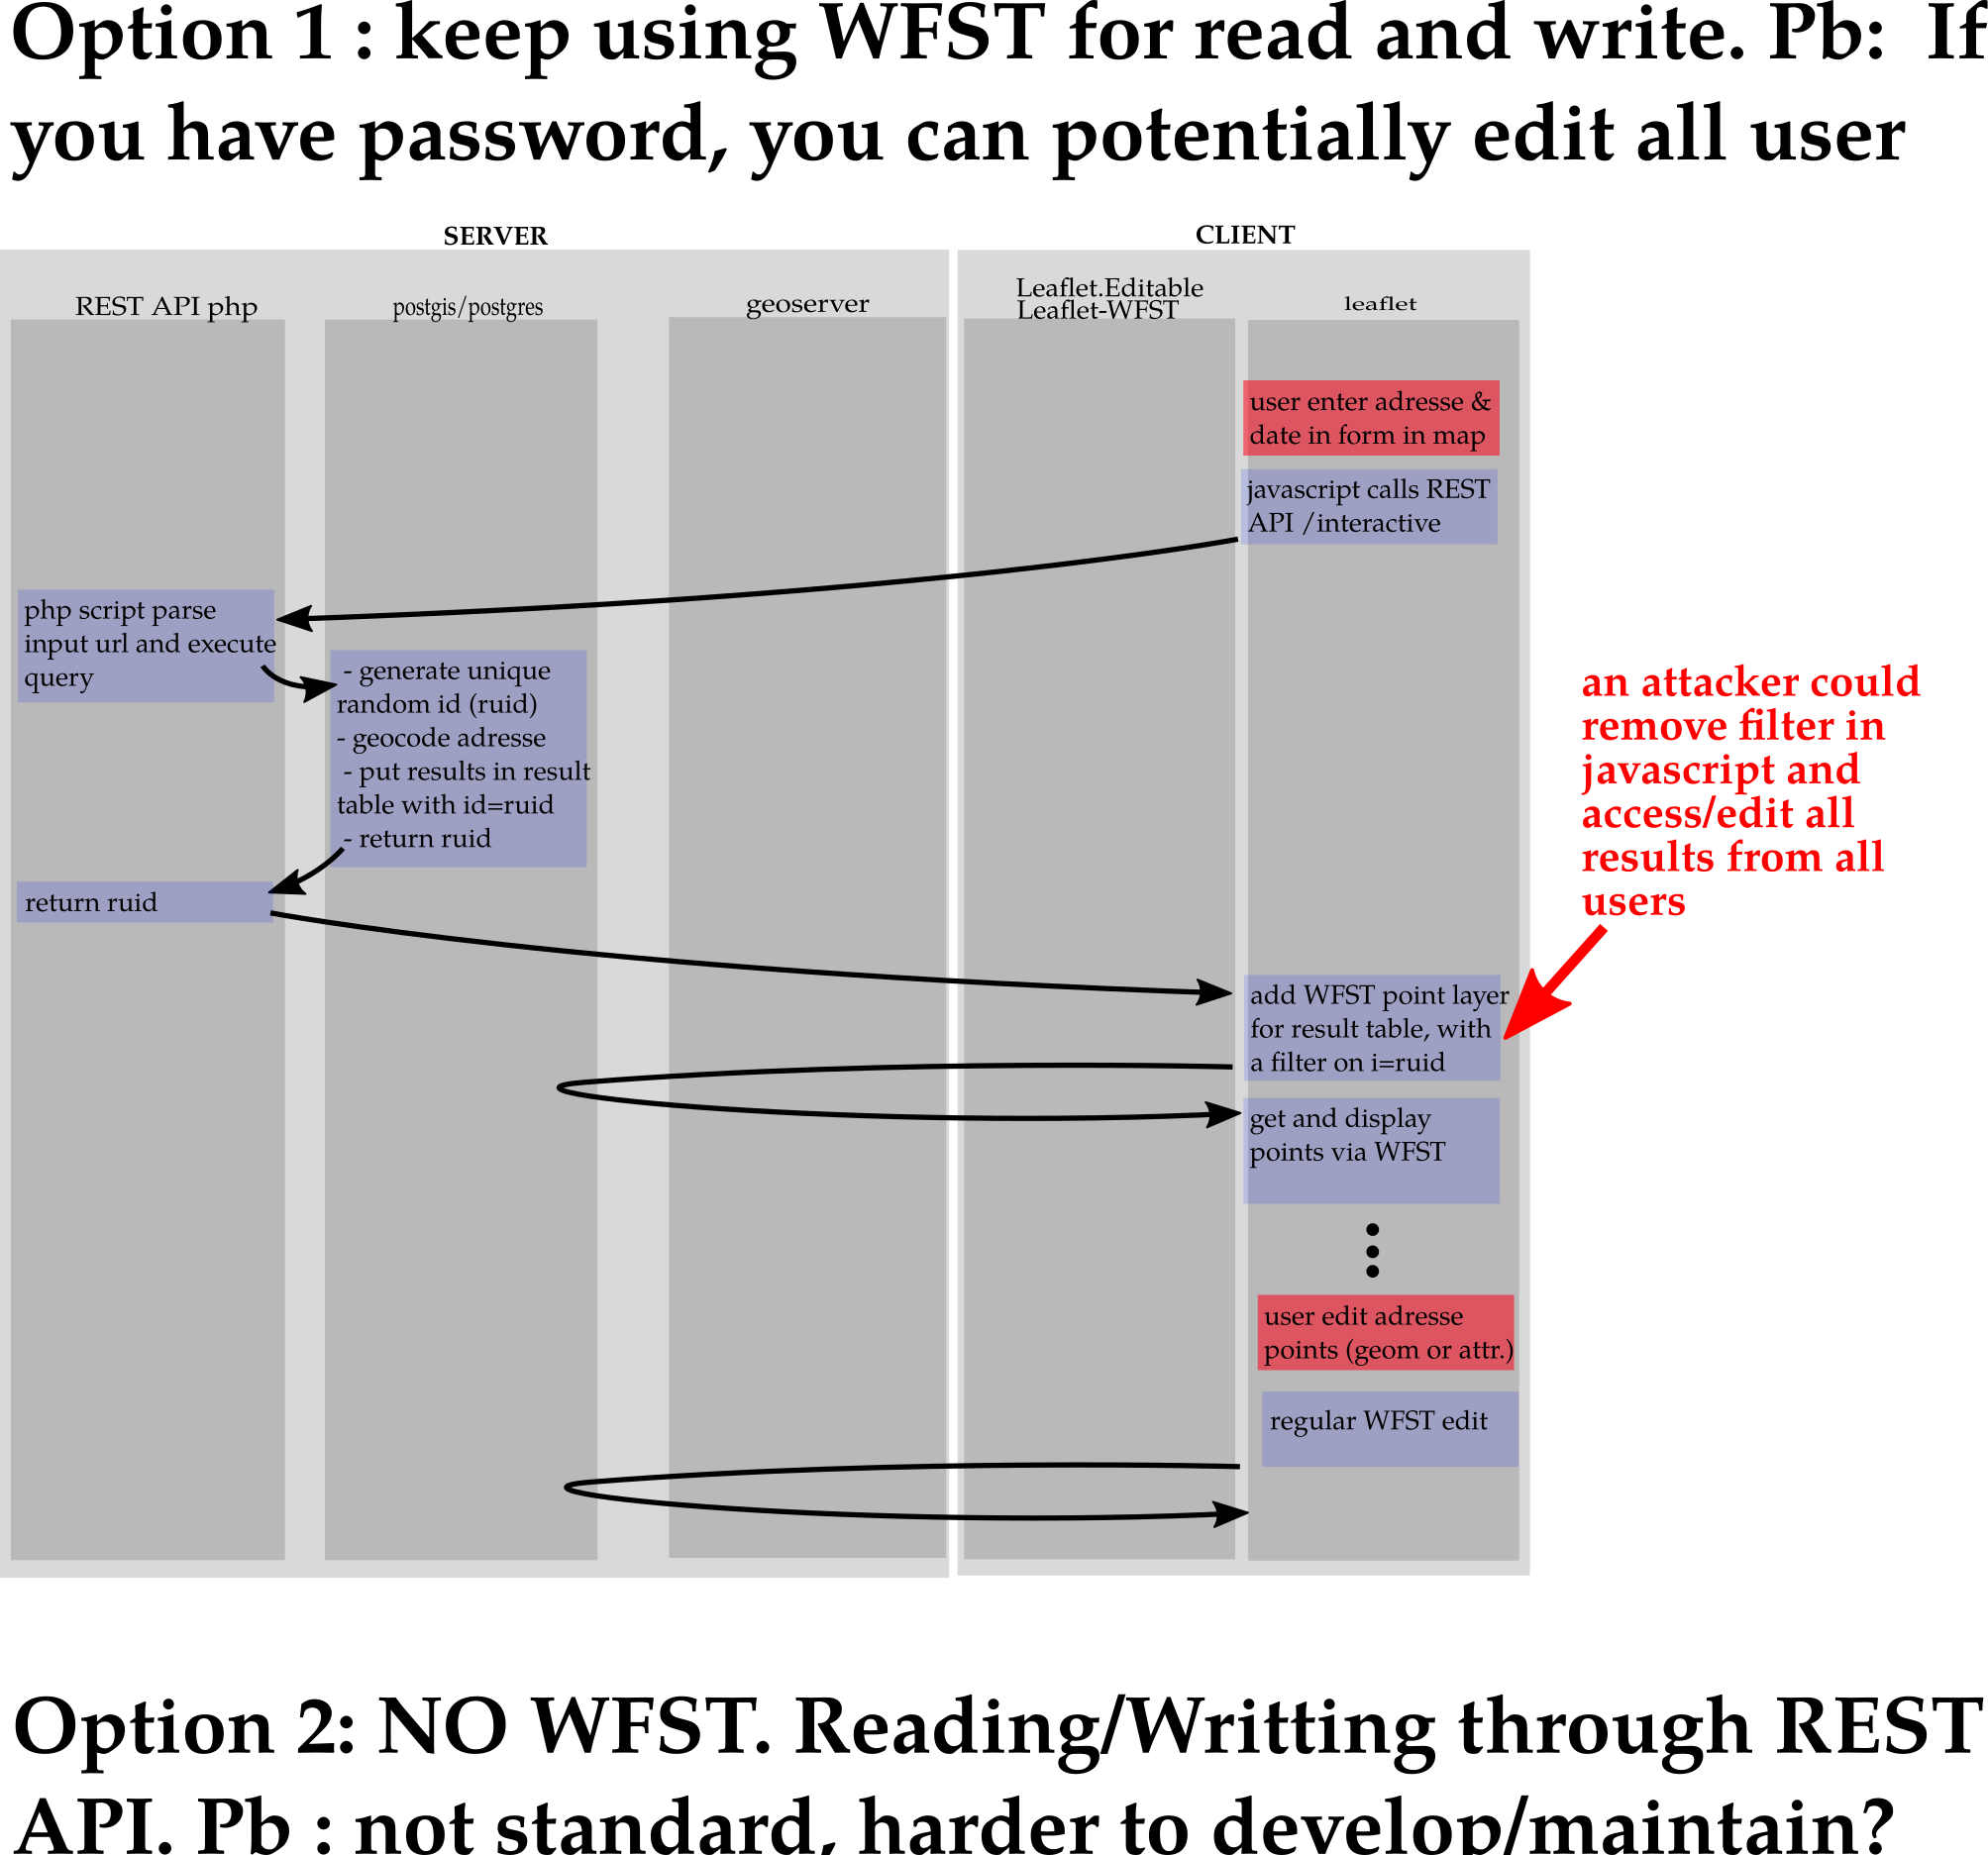 Option 1 : keep using WFST for read and write. Pb:  If
you have password, you can potentially edit all user
SERVER
CLIENT
REST API php
postgis/postgres
geoserver
Leaflet.Editable
Leaflet-WFST
leaflet
user enter adresse &
date in form in map
javascript calls REST
API /interactive
php script parse
input url and execute
query
- generate unique
random id (ruid)
- geocode adresse
- put results in result
table with id=ruid
- return ruid
return ruid
an attacker could
remove filter in
javascript and
access/edit all
results from all
users
add WFST point layer
for result table, with
a filter on i=ruid
get and display
points via WFST
user edit adresse
points (geom or attr.)
regular WFST edit
Option 2: NO WFST. Reading/Writting through REST
API. Pb : not standard, harder to develop/maintain?